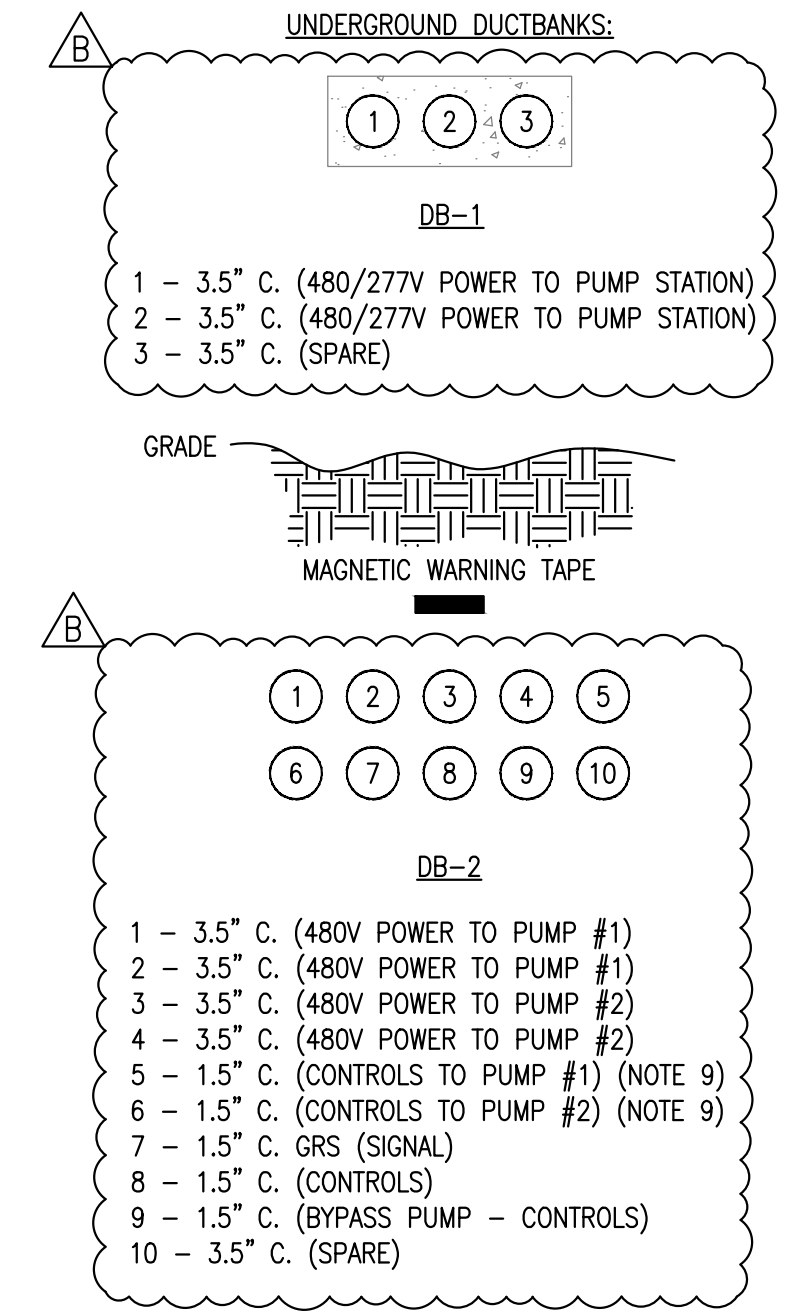 UNDERGROUND DUCTBANKS:
B
1 2 3
DB-1
1 - 3.5" C. (480/277V POWER TO PUMP STATION)
2 - 3.5" C. (480/277V POWER TO PUMP STATION)
3 - 3.5" C. (SPARE)
GRADE
MAGNETIC WARNING TAPE
B
1 2 3 4 5
6 7 8 9 10
DB-2
1 - 3.5" C. (480V POWER TO PUMP #1)
2 - 3.5" C. (480V POWER TO PUMP #1)
3 - 3.5" C. (480V POWER TO PUMP #2)
4 - 3.5" C. (480V POWER TO PUMP #2)
5 - 1.5" C. (CONTROLS TO PUMP #1) (NOTE 9)
6 - 1.5" C. (CONTROLS TO PUMP #2) (NOTE 9)
7 - 1.5" C. GRS (SIGNAL)
8 - 1.5" C. (CONTROLS)
9 - 1.5" C. (BYPASS PUMP - CONTROLS)
10 - 3.5" C. (SPARE)